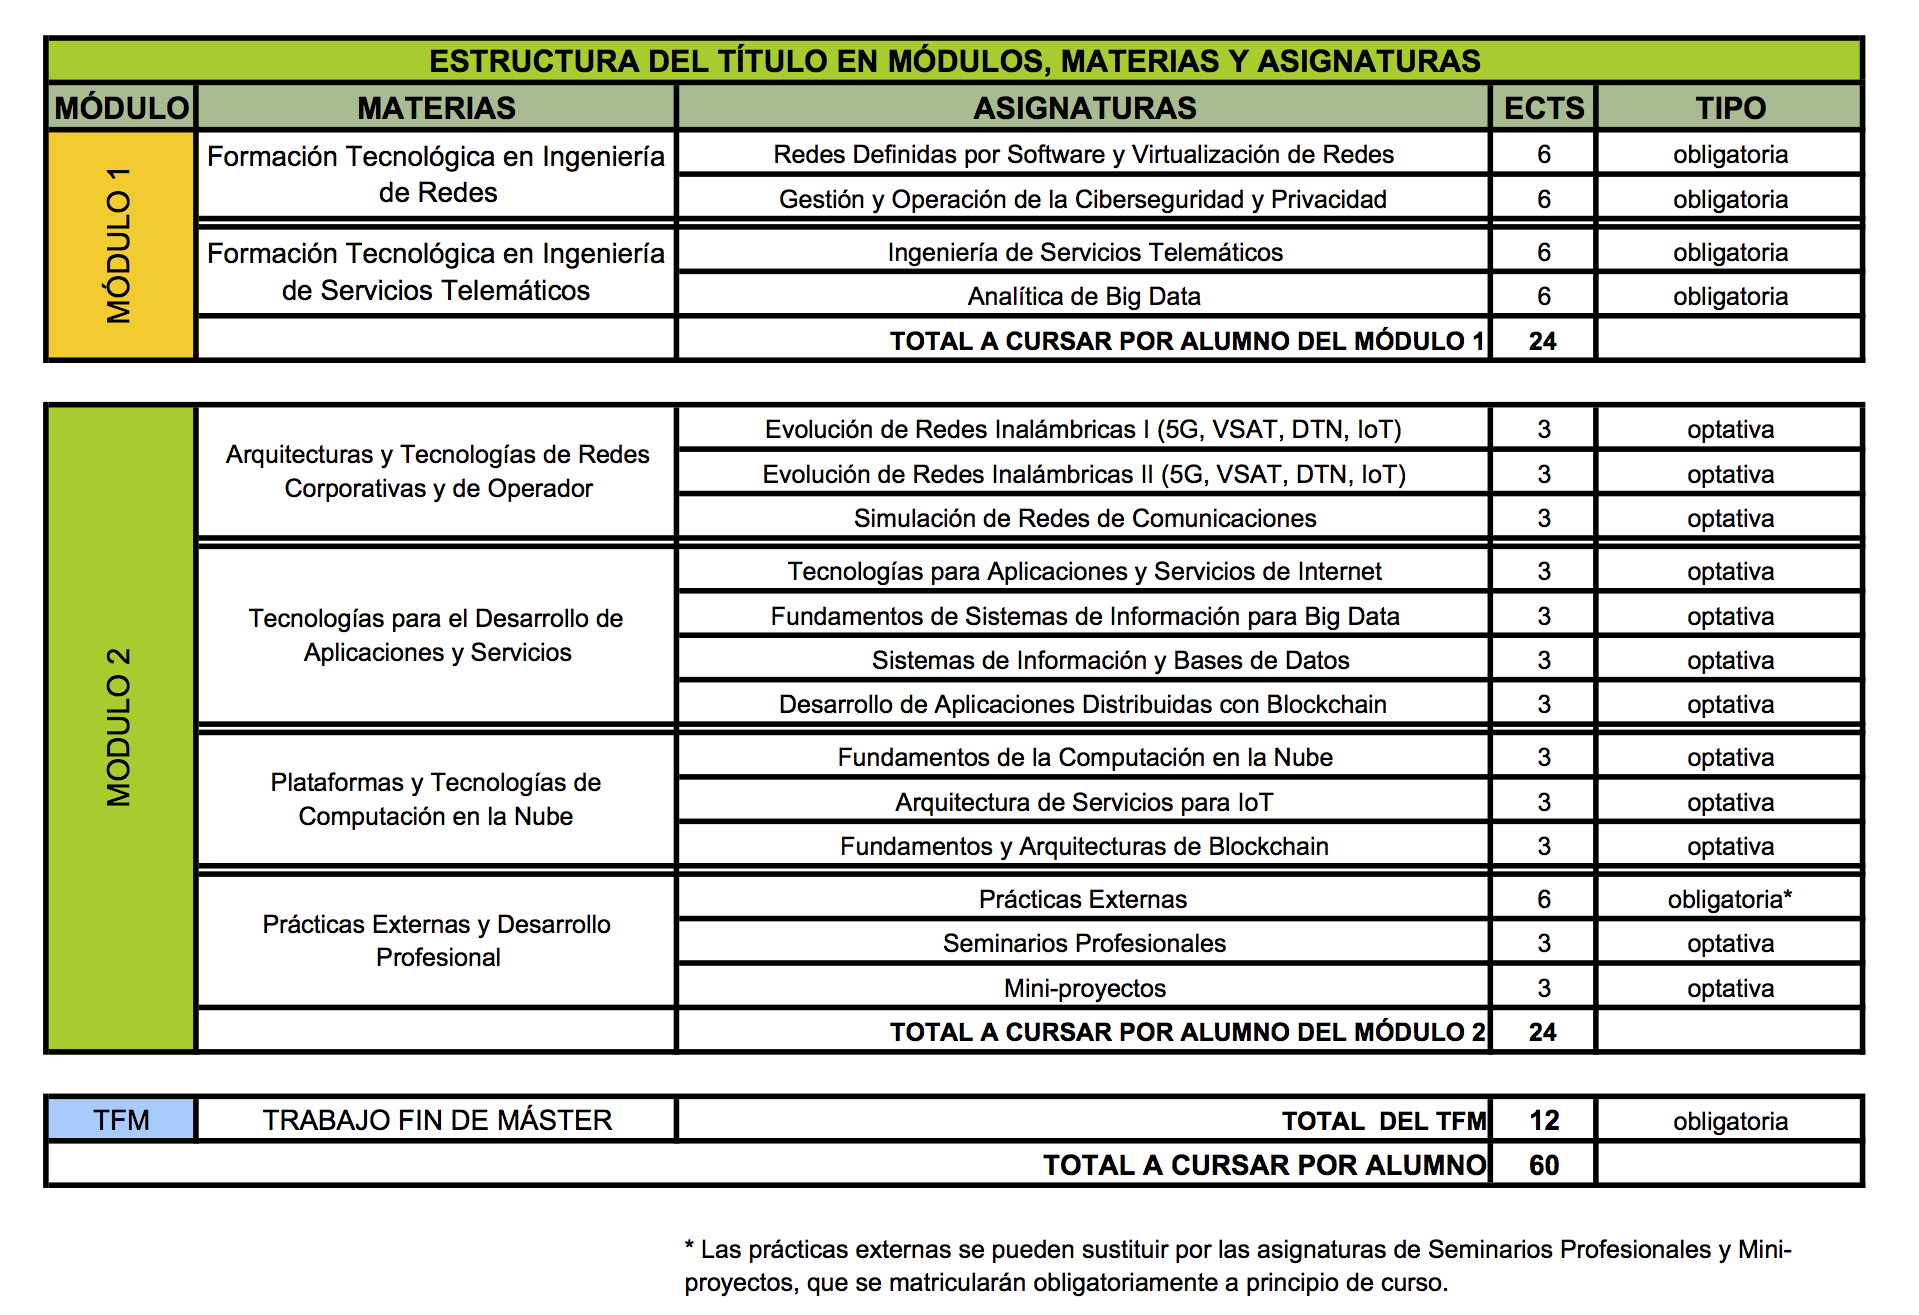 ESTRUCTURA DEL TÍTULO EN MÓDULOS, MATERIAS Y ASIGNATURAS
MÓDULO MATERIAS ASIGNATURAS ECTS TIPO
MÓDULO 1
Formación Tecnológica en Ingeniería
de Redes
Redes Definidas por Software y Virtualización de Redes 6 obligatoria
Gestión y Operación de la Ciberseguridad y Privacidad 6 obligatoria
Formación Tecnológica en Ingeniería
de Servicios Telemáticos
Ingeniería de Servicios Telemáticos 6 obligatoria
Analítica de Big Data 6 obligatoria
TOTAL A CURSAR POR ALUMNO DEL MÓDULO 1 24
MODULO 2
Arquitecturas y Tecnologías de Redes
Corporativas y de Operador
Evolución de Redes Inalámbricas I (5G, VSAT, DTN, IoT) 3 optativa
Evolución de Redes Inalámbricas II (5G, VSAT, DTN, IoT) 3 optativa
Simulación de Redes de Comunicaciones 3 optativa
Tecnologías para el Desarrollo de
Aplicaciones y Servicios
Tecnologías para Aplicaciones y Servicios de Internet 3 optativa
Fundamentos de Sistemas de Información para Big Data 3 optativa
Sistemas de Información y Bases de Datos 3 optativa
Desarrollo de Aplicaciones Distribuidas con Blockchain 3 optativa
Plataformas y Tecnologías de
Computación en la Nube
Fundamentos de la Computación en la Nube 3 optativa
Arquitectura de Servicios para IoT 3 optativa
Fundamentos y Arquitecturas de Blockchain 3 optativa
Prácticas Externas y Desarrollo
Profesional
Prácticas Externas 6 obligatoria*
Seminarios Profesionales 3 optativa
Mini-proyectos 3 optativa
TOTAL A CURSAR POR ALUMNO DEL MÓDULO 2 24
TFM TRABAJO FIN DE MÁSTER TOTAL DEL TFM 12 obligatoria
TOTAL A CURSAR POR ALUMNO 60
* Las prácticas externas se pueden sustituir por las asignaturas de Seminarios Profesionales y Mini-
proyectos, que se matricularán obligatoriamente a principio de curso.